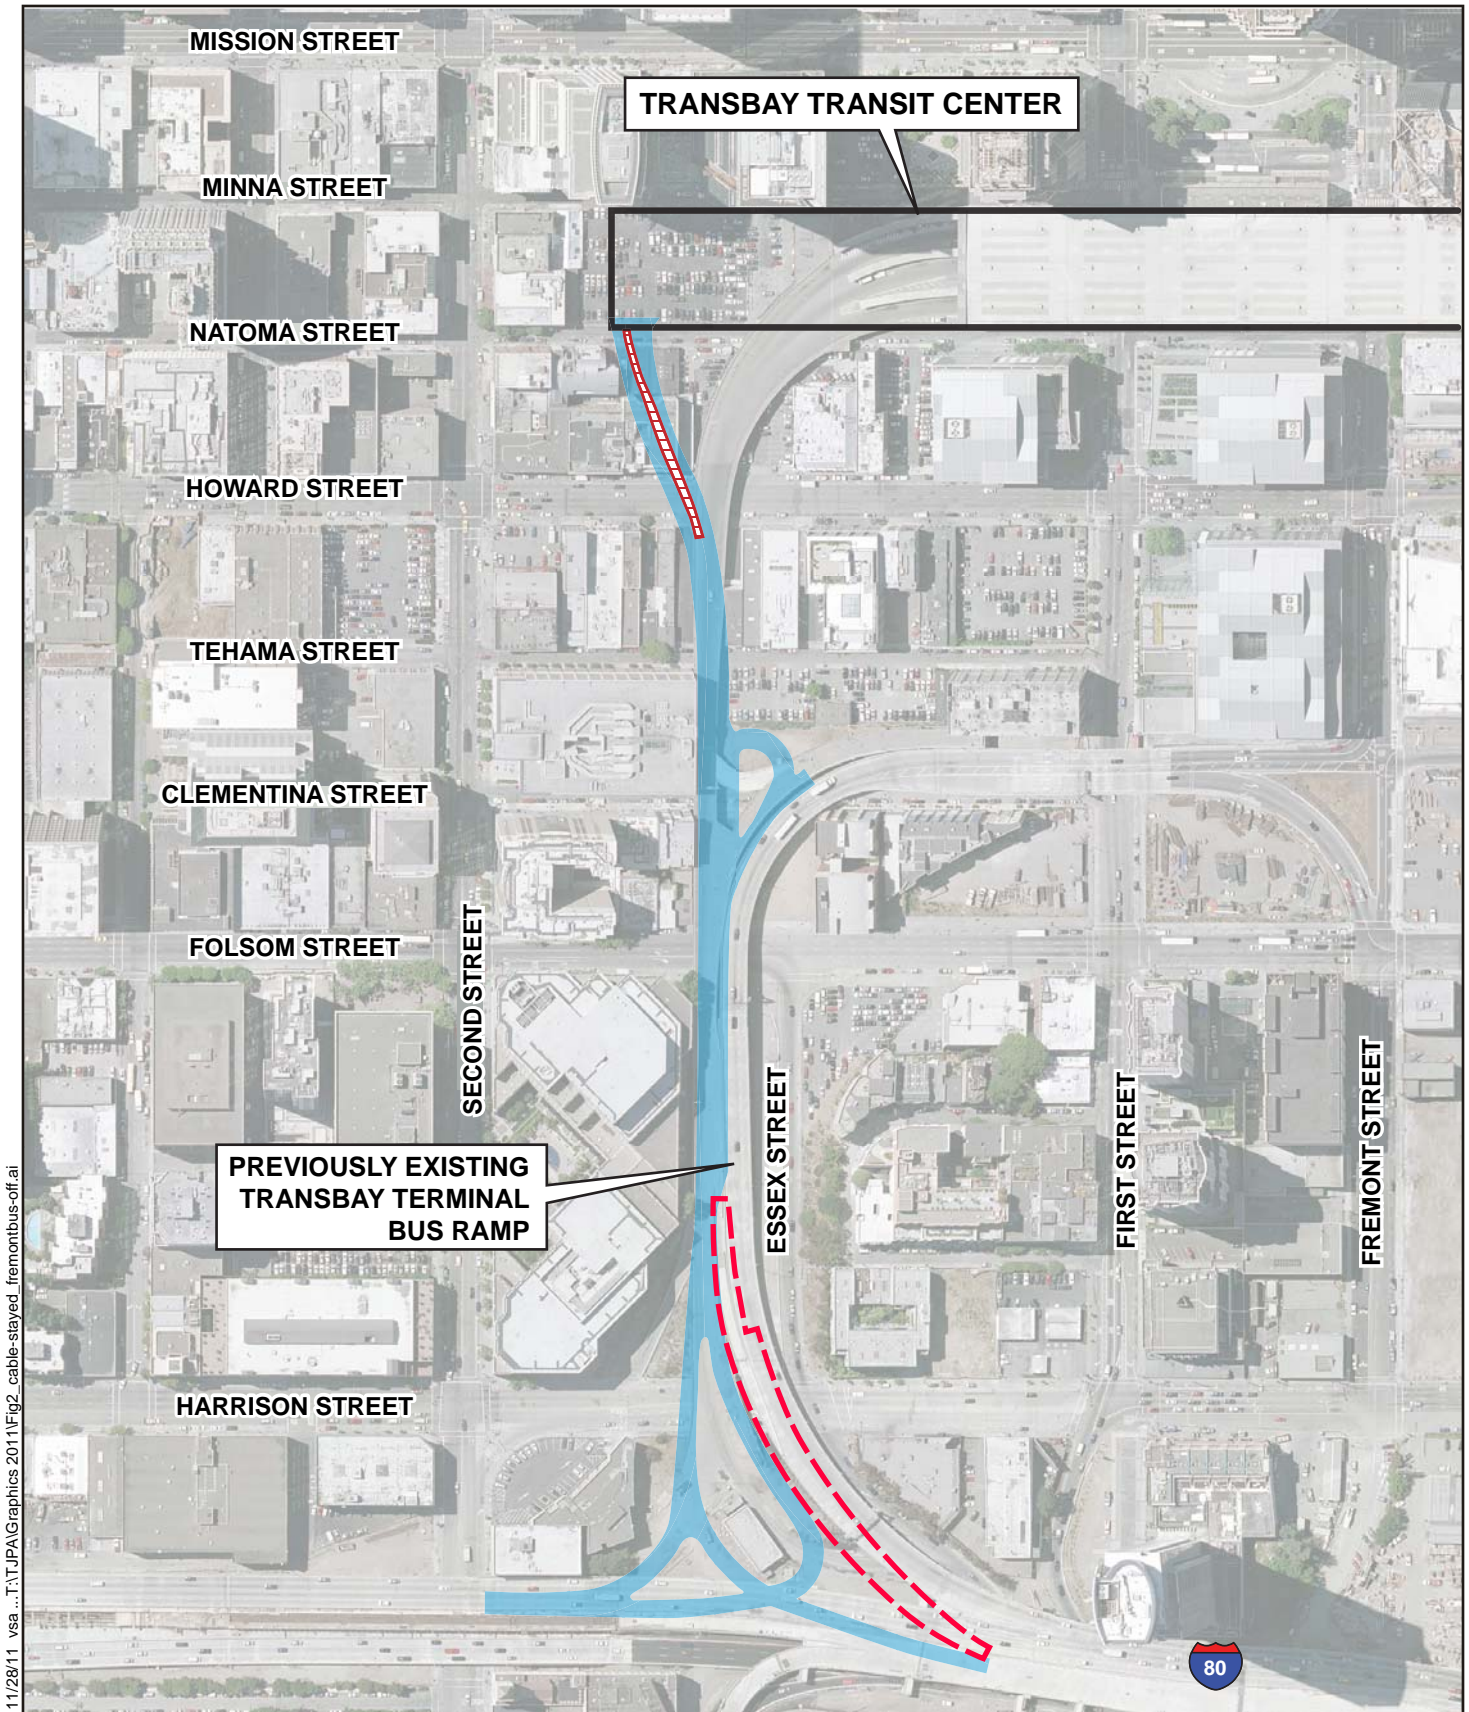 MISSION STREET
TRANSBAY TRANSIT CENTER
MINNA STREET
NATOMA STREET
HOWARD STREET
TEHAMA STREET
CLEMENTINA STREET
FOLSOM STREET
SECOND STREET
PREVIOUSLY EXISTING
TRANSBAY TERMINAL
BUS RAMP
ESSEX STREET
FIRST STREET
FREMONT STREET
HARRISON STREET
80
11/28/11 vsa ...T:\TJPA\Graphics 2011\Fig2_cable-stayed_fremontbus-off.ai